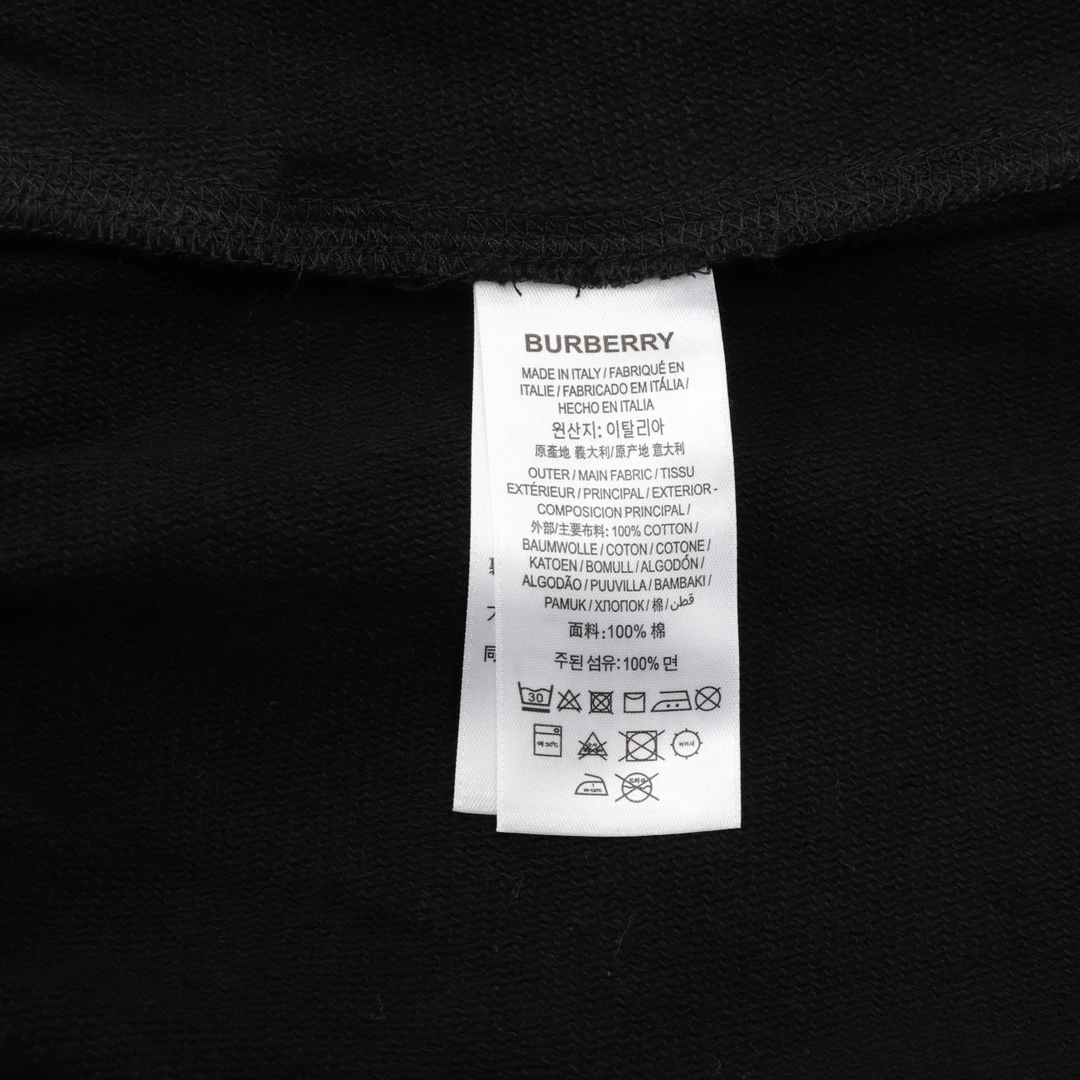 BURBERRY
MADE IN ITALY / FABRIQUÉ EN
ITALIE / FABRICADO EM ITÁLIA /
HECHO EN ITALIA
원산지: 이탈리아
原產地 義大利/原产地 意大利
OUTER / MAIN FABRIC / TISSU
EXTÉRIEUR / PRINCIPAL / EXTERIOR -
COMPOSICION PRINCIPAL /
外部/主要布料: 100% COTTON /
BAUMWOLLE / COTON / COTONE /
KATOEN / BOMULL / ALGODÓN /
ALGODÃO / PUUVILLA / BAMBAKI /
PAMUK / ХЛОПОК / 棉 / قطن
面料:100% 棉
주된 섬유:100% 면
30
同